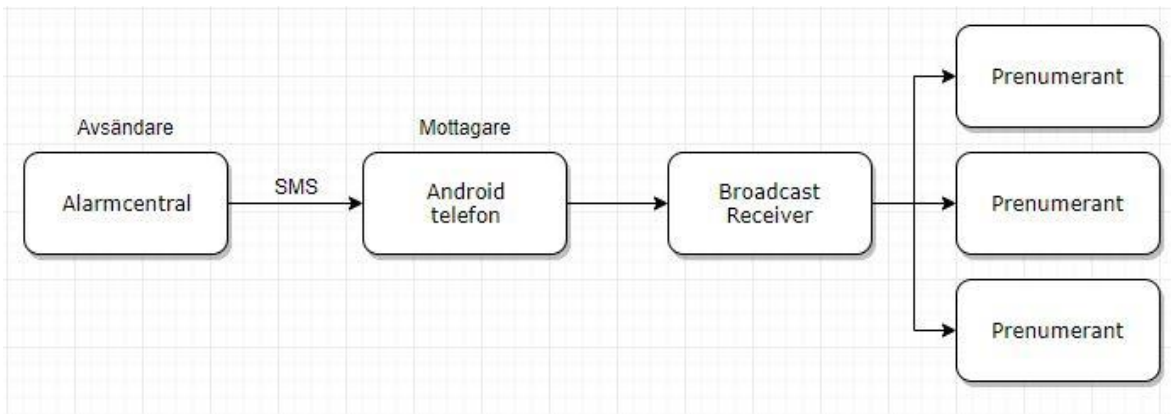 Avsändare
Alarmcentral
SMS
Mottagare
Android
telefon
Broadcast
Receiver
Prenumerant
Prenumerant
Prenumerant